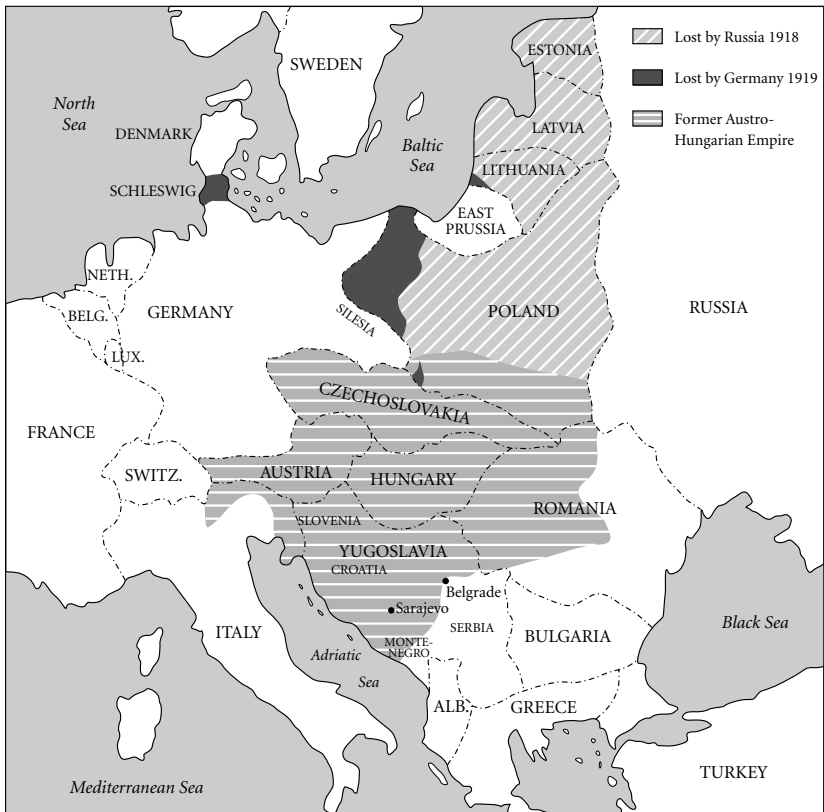 ESTONIA
Lost by Russia 1918
SWEDEN
Lost by Germany 1919
North
Sea
Former Austro-
Hungarian Empire
LATVIA
DENMARK
Baltic
Sea
LITHUANIA
SCHLESWIG
EAST
PRUSSIA
NETH.
GERMANY
SILESIA
POLAND
RUSSIA
BELG.
LUX.
CZECHOSLOVAKIA
FRANCE
SWITZ.
AUSTRIA
HUNGARY
ROMANIA
SLOVENIA
YUGOSLAVIA
CROATIA
Belgrade
Sarajevo
ITALY
SERBIA
BULGARIA
Black Sea
MONTE-
NEGRO
Adriatic
Sea
ALB.
GREECE
Mediterranean Sea
TURKEY